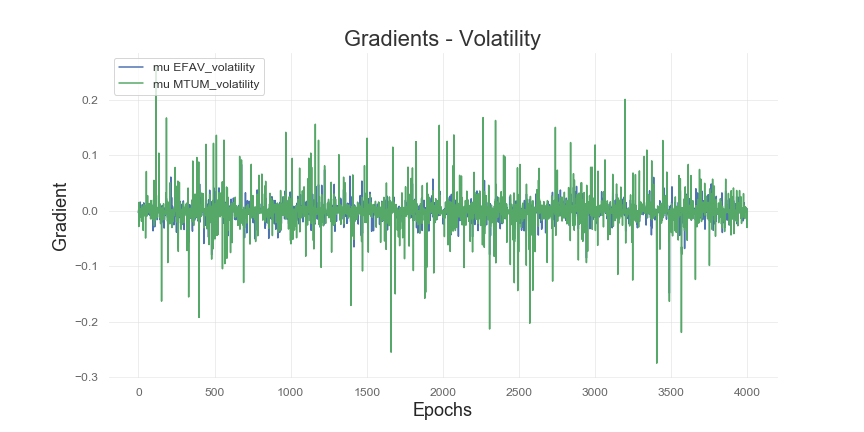 Gradients - Volatility
mu EFAV_volatility
mu MTUM_volatility
Gradient
0.2
0.1
0.0
−0.1
−0.2
−0.3
0 500 1000 1500 2000 2500 3000 3500 4000
Epochs